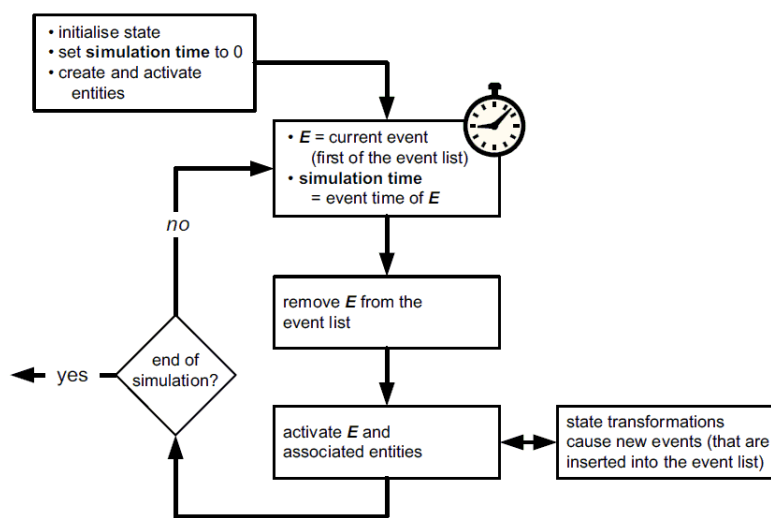 • initialise state
• set simulation time to 0
• create and activate
entities
• E = current event
(first of the event list)
• simulation time
= event time of E
no
remove E from the
event list
end of
simulation?
yes
activate E and
associated entities
state transformations
cause new events (that are
inserted into the event list)